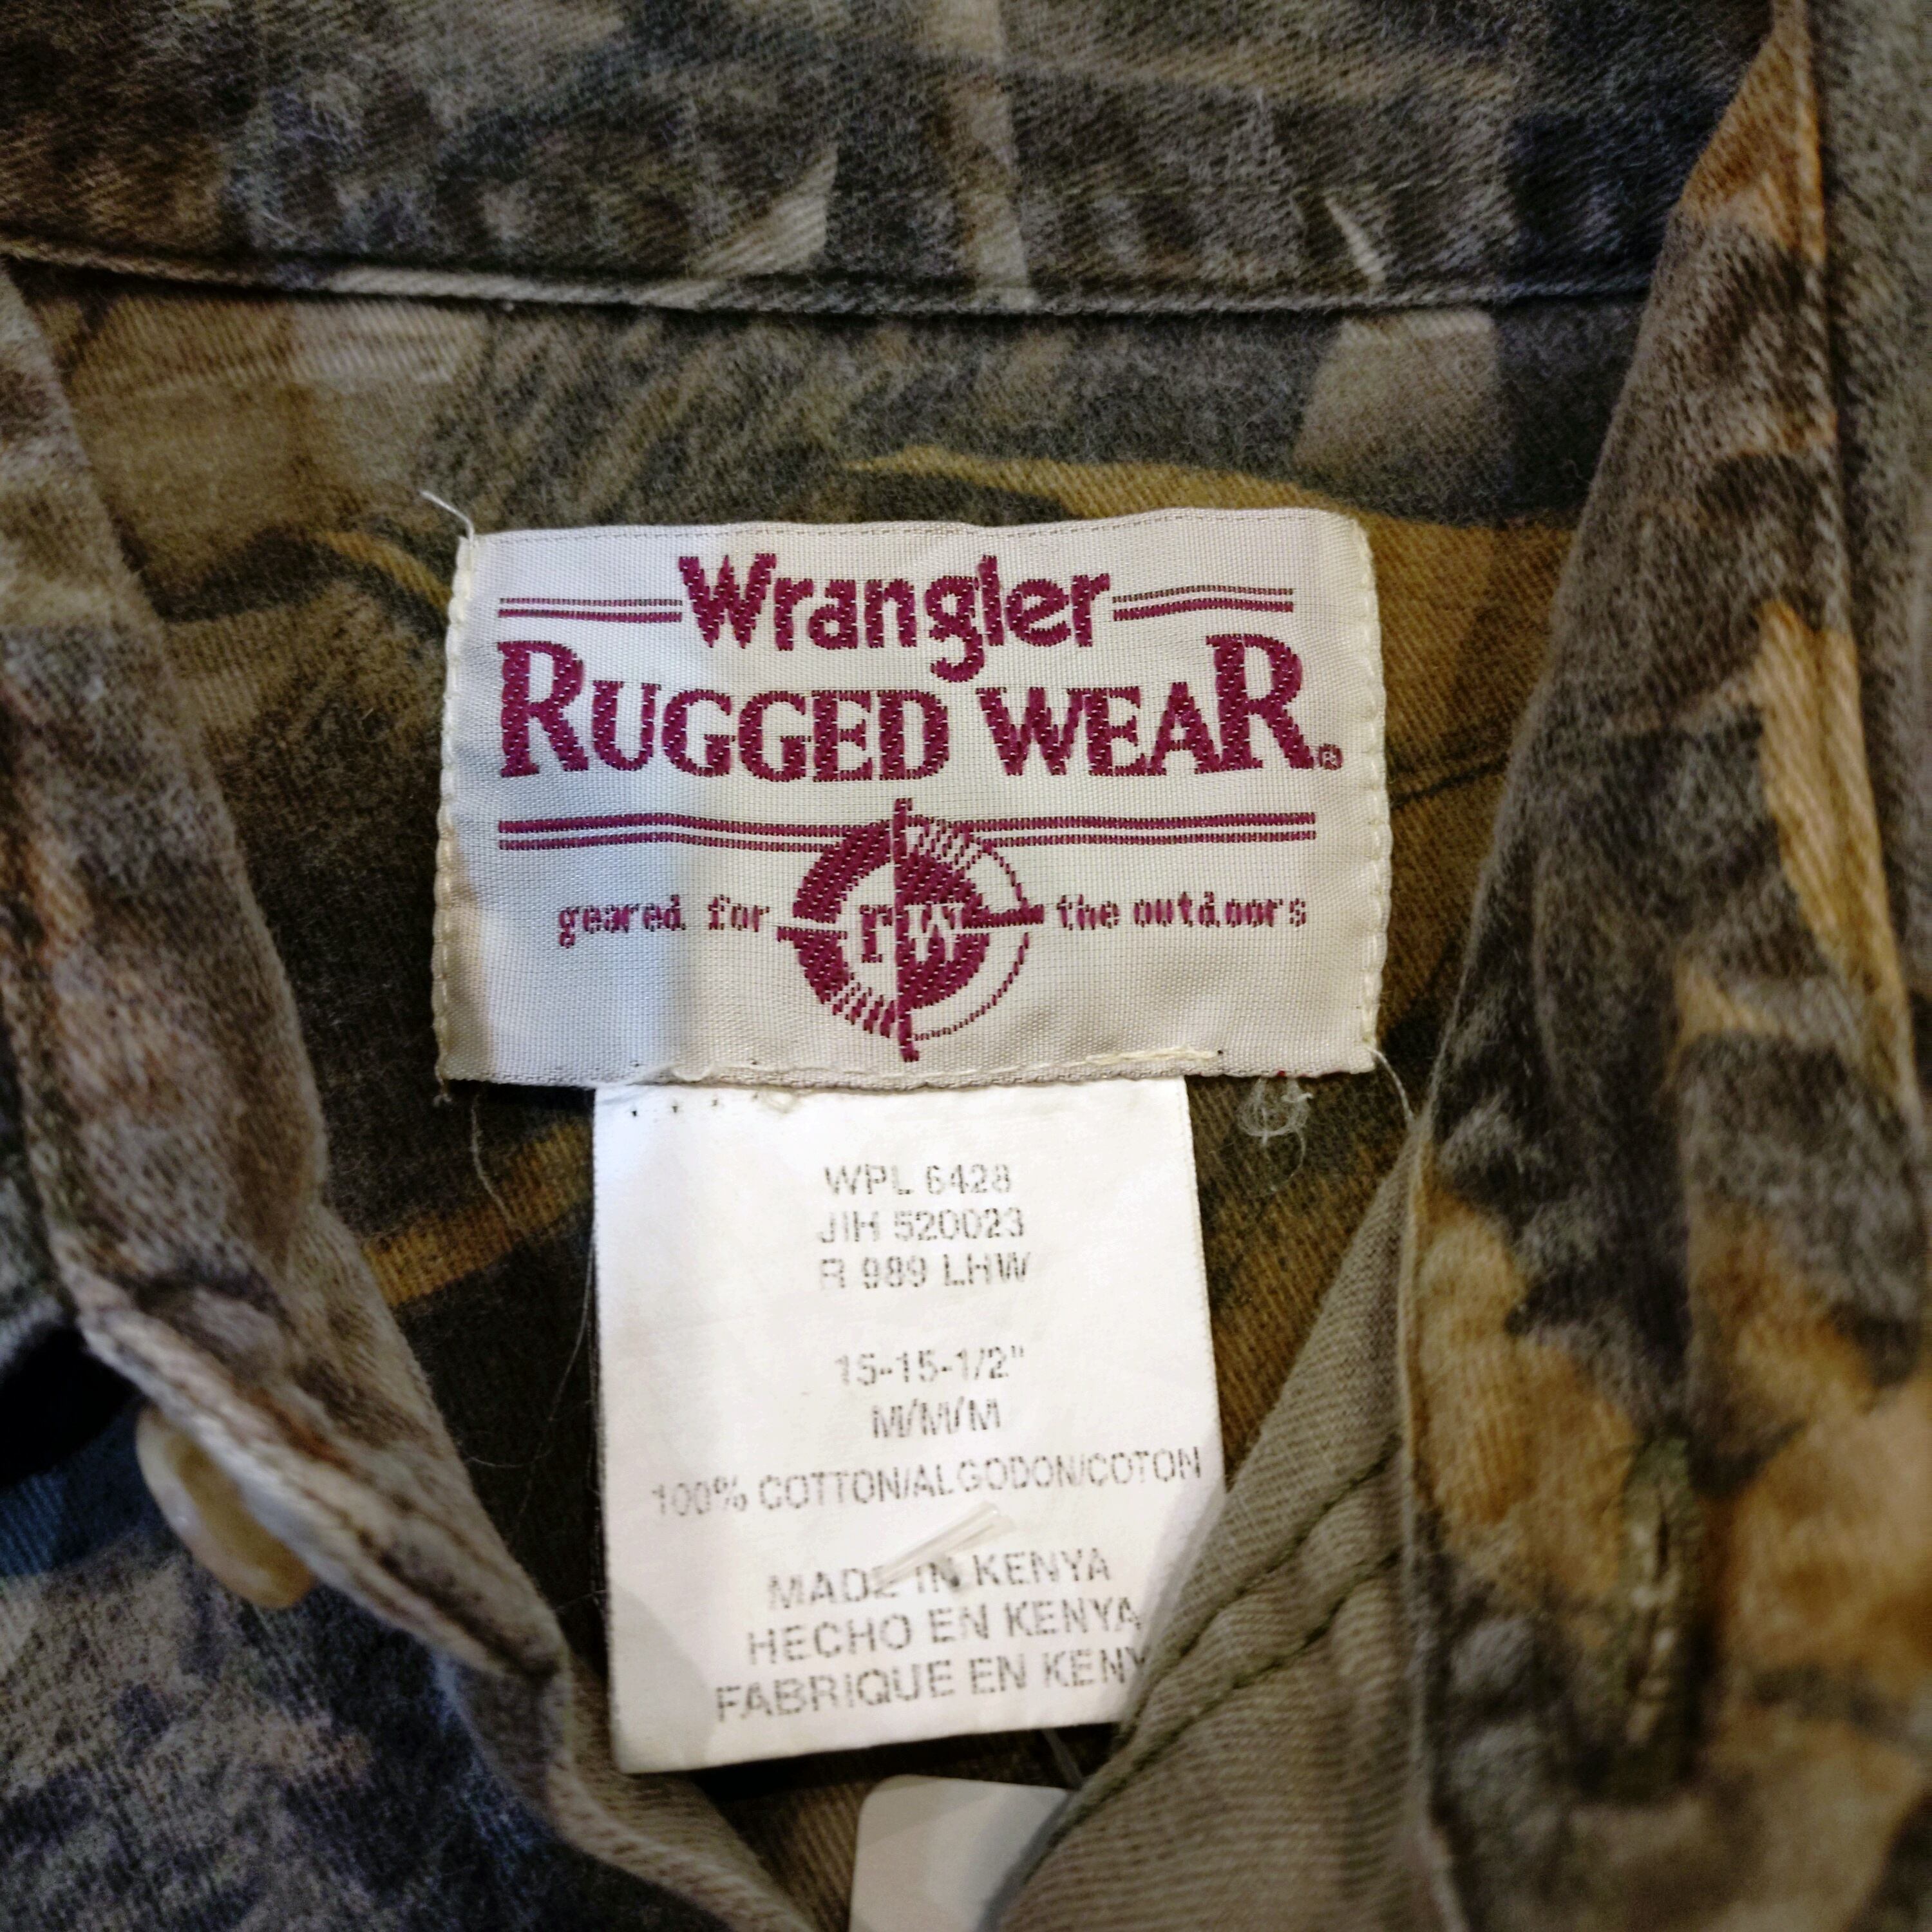 Wrangler
RUGGED WEAR®
geared for rw the outdoors
WPL 6428
JIH 520023
R 989 LHW
15-15-1/2"
M/M/M
100% COTTON/ALGODON/COTON
MADE IN KENYA
HECHO EN KENYA
FABRIQUE EN KENY